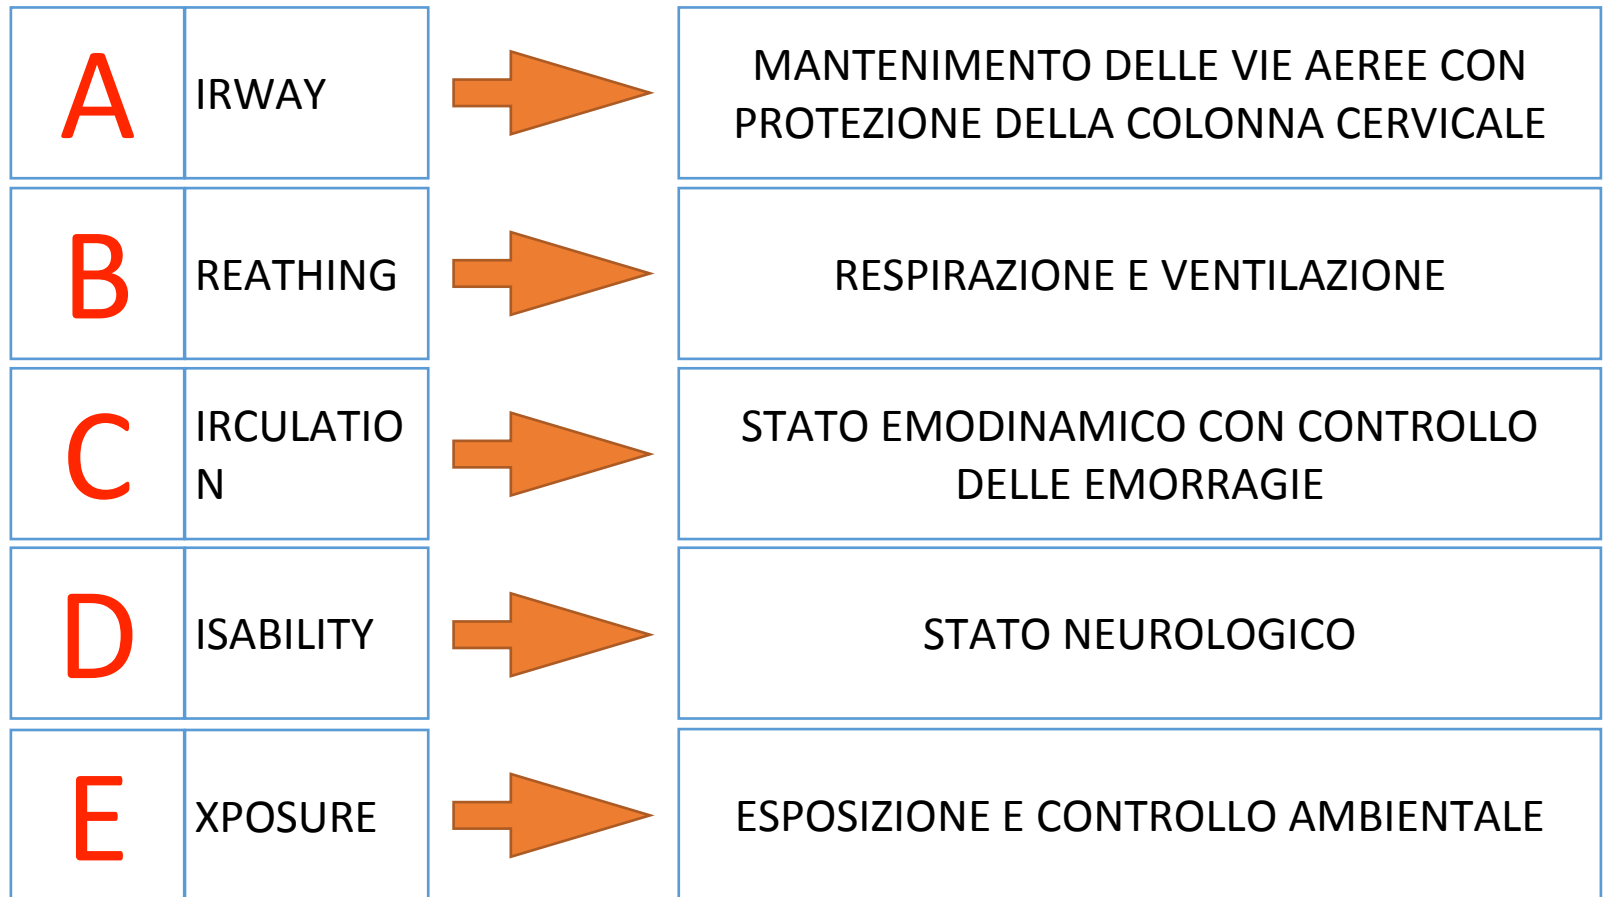 A IRWAY
MANTENIMENTO DELLE VIE AEREE CON
PROTEZIONE DELLA COLONNA CERVICALE
B REATHING
RESPIRAZIONE E VENTILAZIONE
C IRCULATIO
N
STATO EMODINAMICO CON CONTROLLO
DELLE EMORRAGIE
D ISABILITY
STATO NEUROLOGICO
E XPOSURE
ESPOSIZIONE E CONTROLLO AMBIENTALE